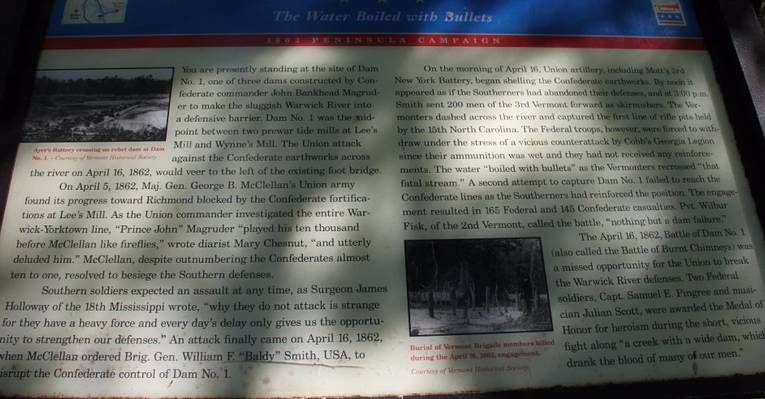 The Water Boiled with Bullets
1862 PENINSULA CAMPAIGN
You are presently standing at the site of Dam
No. 1, one of three dams constructed by Con-
federate commander John Bankhead Magrud-
er to make the sluggish Warwick River into
a defensive barrier. Dam No. 1 was the mid-
point between two prewar tide mills at Lee's
Mill and Wynne's Mill. The Union attack
against the Confederate earthworks across
the river on April 16, 1862, would veer to the left of the existing foot bridge.
Ayer's Battery crossing on rebel dam at Dam
No. 1. - Courtesy of Vermont Historical Society
On April 5, 1862, Maj. Gen. George B. McClellan's Union army
found its progress toward Richmond blocked by the Confederate fortifica-
tions at Lee's Mill. As the Union commander investigated the entire War-
wick-Yorktown line, "Prince John" Magruder "played his ten thousand
before McClellan like fireflies," wrote diarist Mary Chesnut, "and utterly
deluded him." McClellan, despite outnumbering the Confederates almost
ten to one, resolved to besiege the Southern defenses.
Southern soldiers expected an assault at any time, as Surgeon James
Holloway of the 18th Mississippi wrote, "why they do not attack is strange
for they have a heavy force and every day's delay only gives us the opportu-
nity to strengthen our defenses." An attack finally came on April 16, 1862,
when McClellan ordered Brig. Gen. William F. "Baldy" Smith, USA, to
isrupt the Confederate control of Dam No. 1.
On the morning of April 16, Union artillery, including Mott's 3rd
New York Battery, began shelling the Confederate earthworks. By noon it
appeared as if the Southerners had abandoned their defenses, and at 3:00 p.m.
Smith sent 200 men of the 3rd Vermont forward as skirmishers. The Ver-
monters dashed across the river and captured the first line of rifle pits held
by the 15th North Carolina. The Federal troops, however, were forced to with-
draw under the stress of a vicious counterattack by Cobb's Georgia Legion
since their ammunition was wet and they had not received any reinforce-
ments. The water "boiled with bullets" as the Vermonters recrossed "that
fatal stream." A second attempt to capture Dam No. 1 failed to reach the
Confederate lines as the Southerners had reinforced the position. The engage-
ment resulted in 165 Federal and 145 Confederate casualties. Pvt. Wilbur
Fisk, of the 2nd Vermont, called the battle, "nothing but a dam failure."
The April 16, 1862, Battle of Dam No. 1
(also called the Battle of Burnt Chimneys) was
a missed opportunity for the Union to break
the Warwick River defenses. Two Federal
soldiers, Capt. Samuel E. Pingree and musi-
cian Julian Scott, were awarded the Medal of
Honor for heroism during the short, vicious
fight along "a creek with a wide dam, which
drank the blood of many of our men."
Burial of Vermont Brigade members killed
during the April 16, 1862, engagement.
Courtesy of Vermont Historical Society